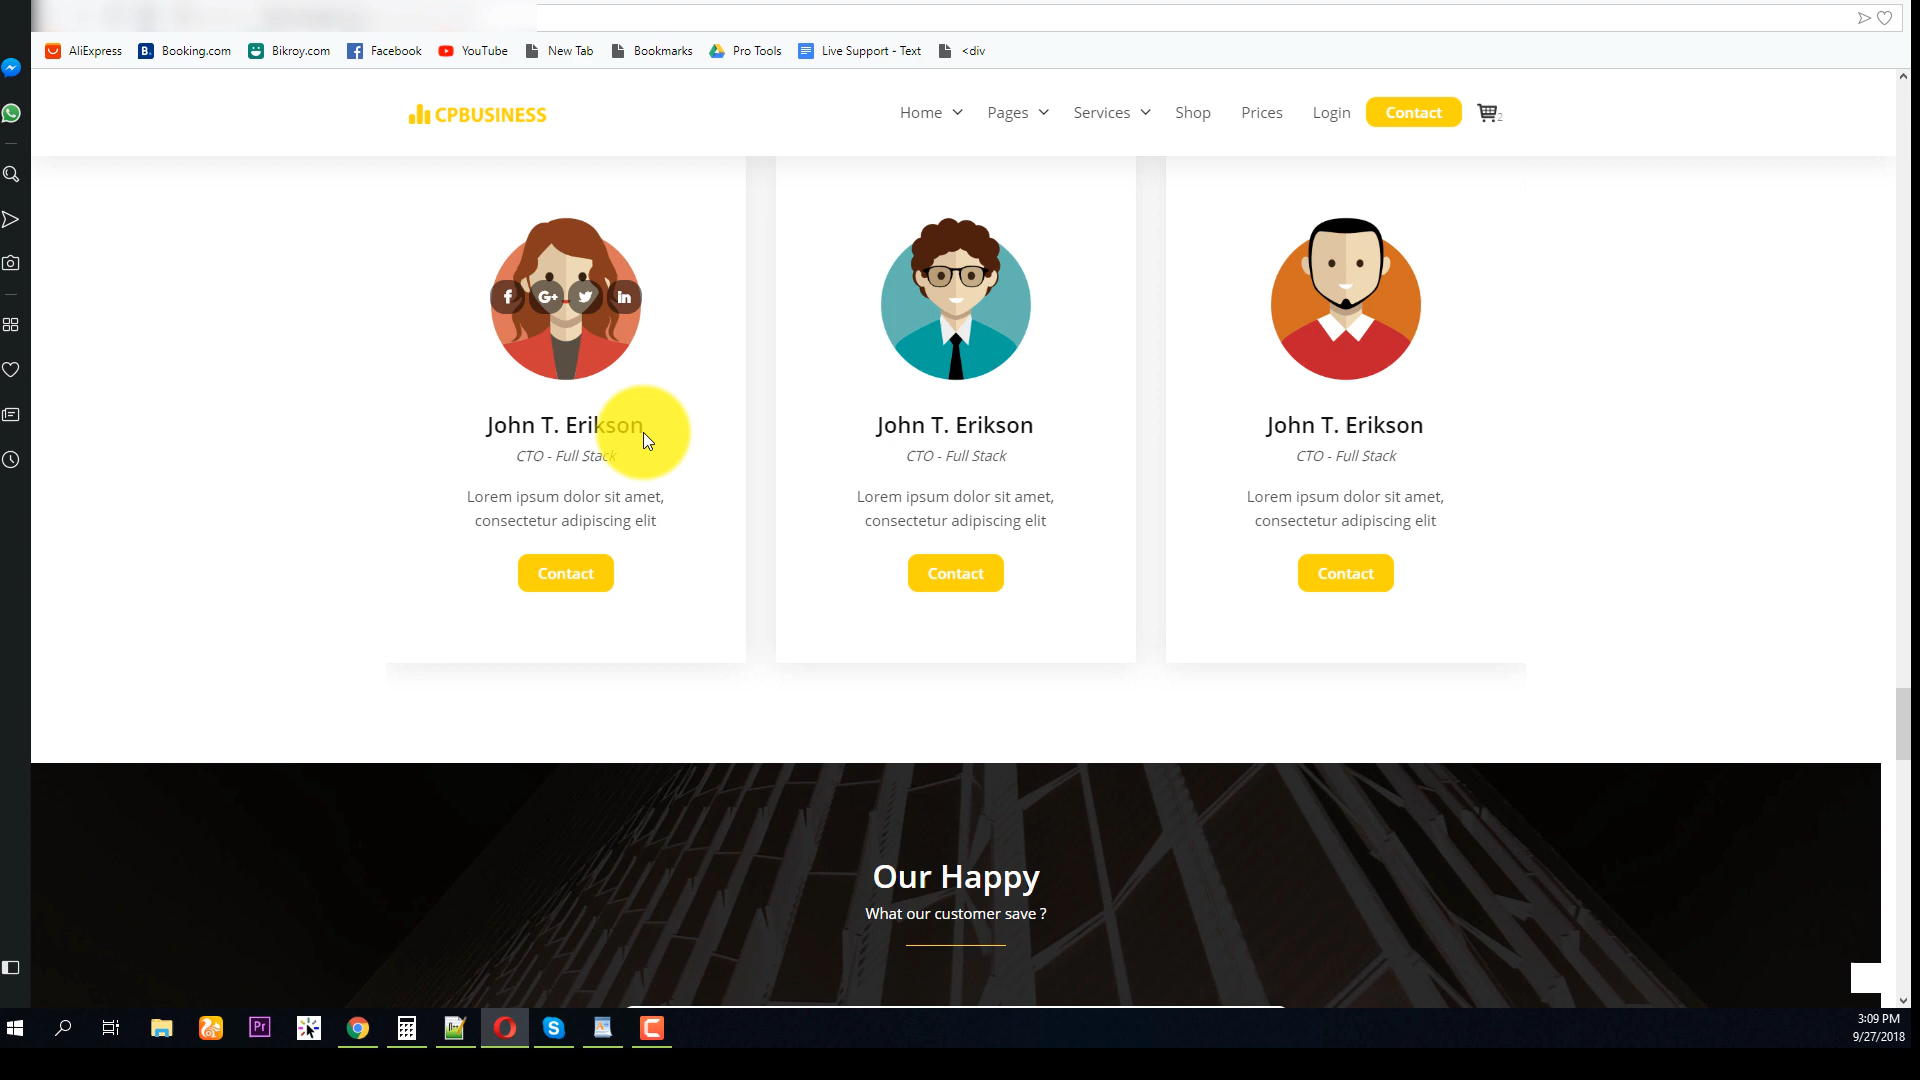 AliExpress Booking.com Bikroy.com Facebook YouTube New Tab Bookmarks Pro Tools Live Support - Text <div
CPBUSINESS Home Pages Services Shop Prices Login Contact 2
John T. Erikson John T. Erikson John T. Erikson
CTO - Full Stack CTO - Full Stack CTO - Full Stack
Lorem ipsum dolor sit amet, Lorem ipsum dolor sit amet, Lorem ipsum dolor sit amet,
consectetur adipiscing elit consectetur adipiscing elit consectetur adipiscing elit
Contact Contact Contact
Our Happy
What our customer save ?
3:09 PM
9/27/2018